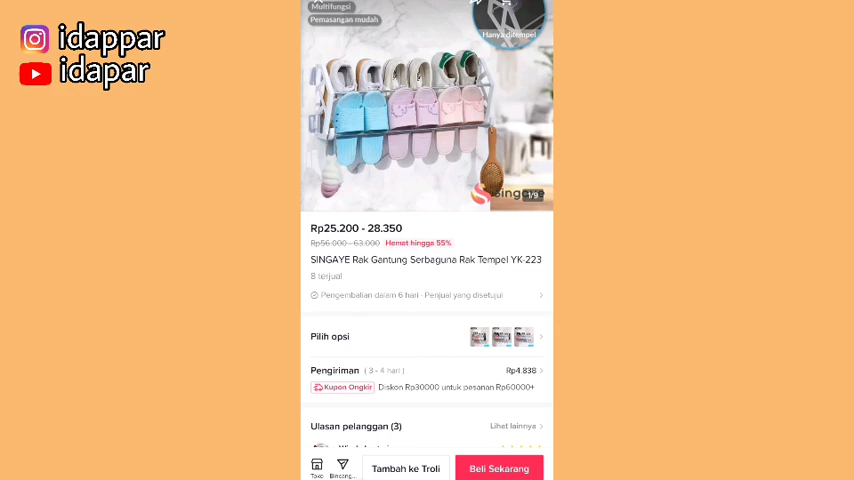 idappar
idapar
Multifungsi
Pemasangan mudah
Hanya ditempel
Singaye
1/9
Rp25.200 - 28.350
Rp56.000 - 63.000 Hemat hingga 55%
SINGAYE Rak Gantung Serbaguna Rak Tempel YK-223
8 terjual
Pengembalian dalam 6 hari · Penjual yang disetujui
Pilih opsi
Pengiriman ( 3 - 4 hari ) Rp4.838
Kupon Ongkir Diskon Rp30000 untuk pesanan Rp60000+
Ulasan pelanggan (3) Lihat lainnya
Toko
Bincang...
Tambah ke Troli
Beli Sekarang